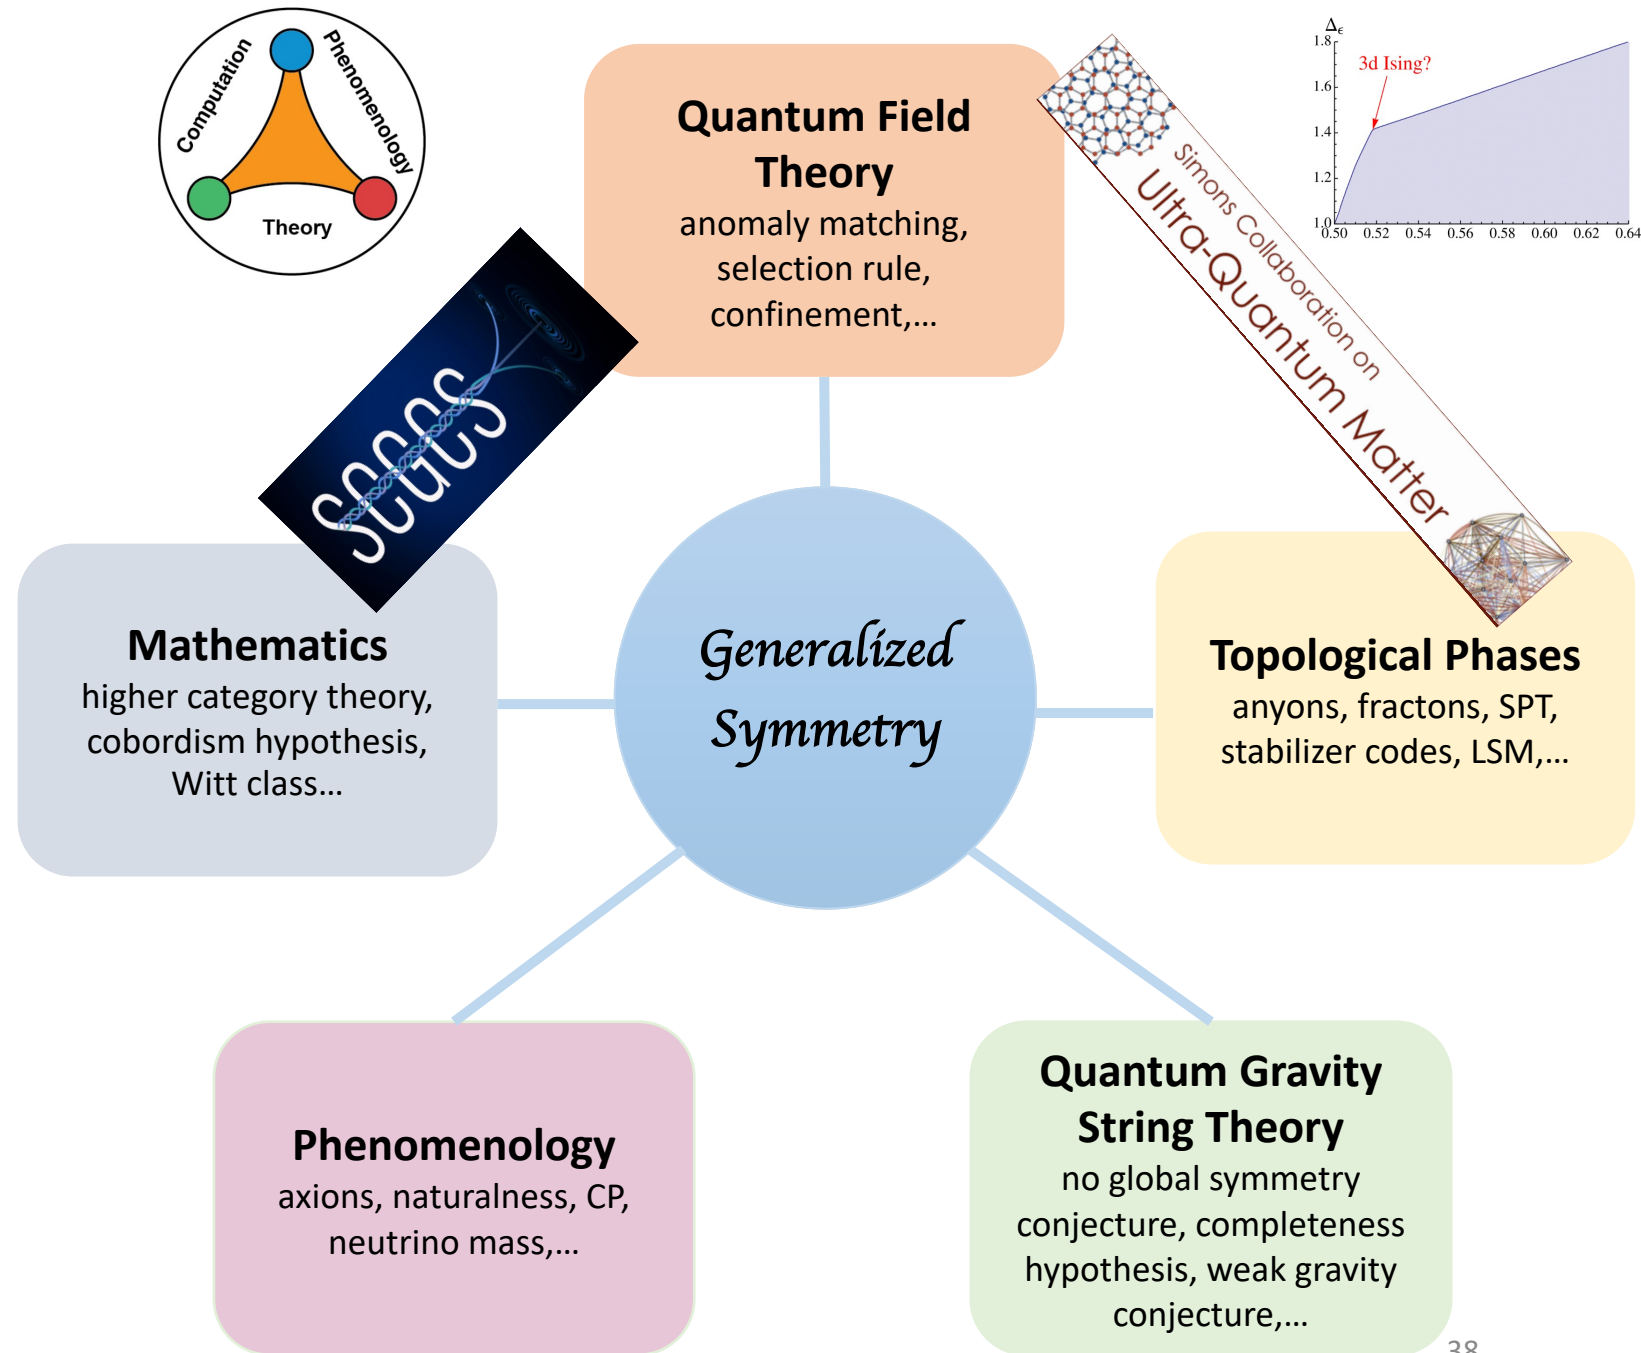 Computation
Phenomenology
Theory
Quantum Field
Theory
anomaly matching,
selection rule,
confinement,…
Simons Collaboration on
Ultra-Quantum Matter
Δϵ
1.8
1.6
1.4
1.2
1.0
3d Ising?
0.50 0.52 0.54 0.56 0.58 0.60 0.62 0.64
SCGCS
Mathematics
higher category theory,
cobordism hypothesis,
Witt class…
Generalized
Symmetry
Topological Phases
anyons, fractons, SPT,
stabilizer codes, LSM,…
Phenomenology
axions, naturalness, CP,
neutrino mass,…
Quantum Gravity
String Theory
no global symmetry
conjecture, completeness
hypothesis, weak gravity
conjecture,…
38